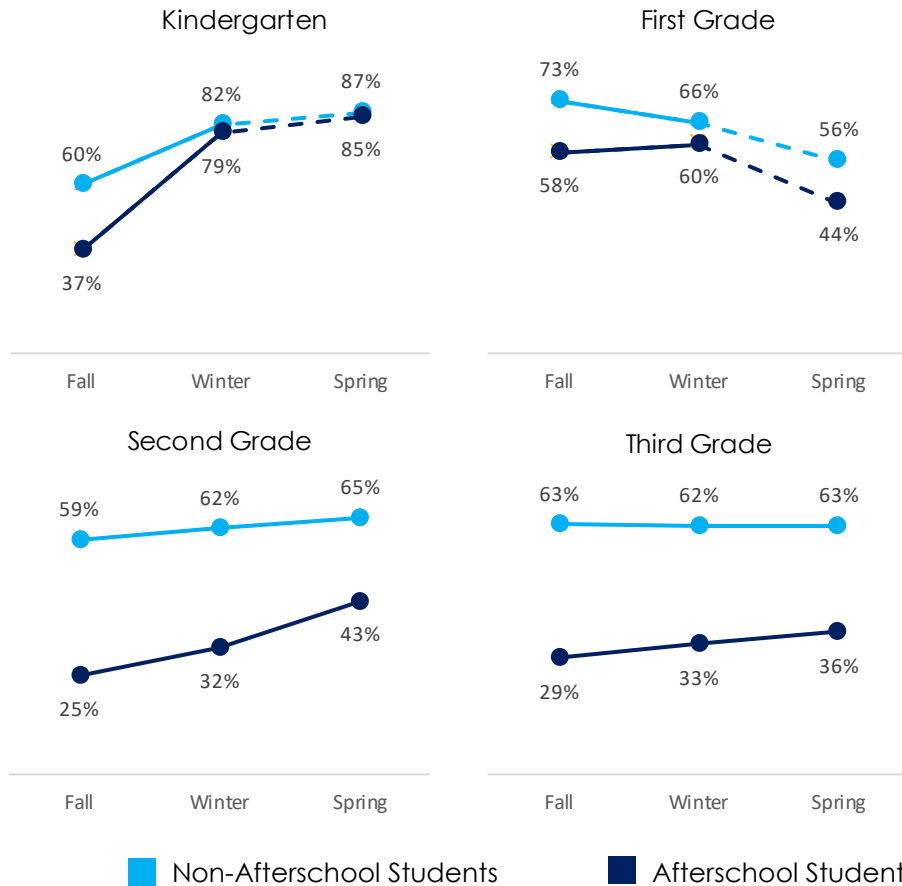 Kindergarten
87%
82%
60%
79%
85%
37%
Fall Winter Spring
First Grade
73%
66%
56%
58%
60%
44%
Fall Winter Spring
Second Grade
59%
62%
65%
43%
32%
25%
Fall Winter Spring
Third Grade
63%
62%
63%
29%
33%
36%
Fall Winter Spring
Non-Afterschool Students
Afterschool Student